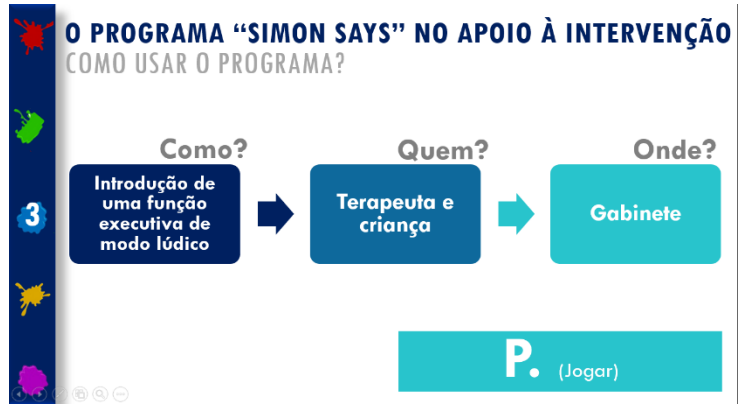 O PROGRAMA “SIMON SAYS” NO APOIO À INTERVENÇÃO
COMO USAR O PROGRAMA?
Como?
Quem?
Onde?
Introdução de
uma função
executiva de
modo lúdico
Terapeuta e
criança
Gabinete
3
P. (Jogar)